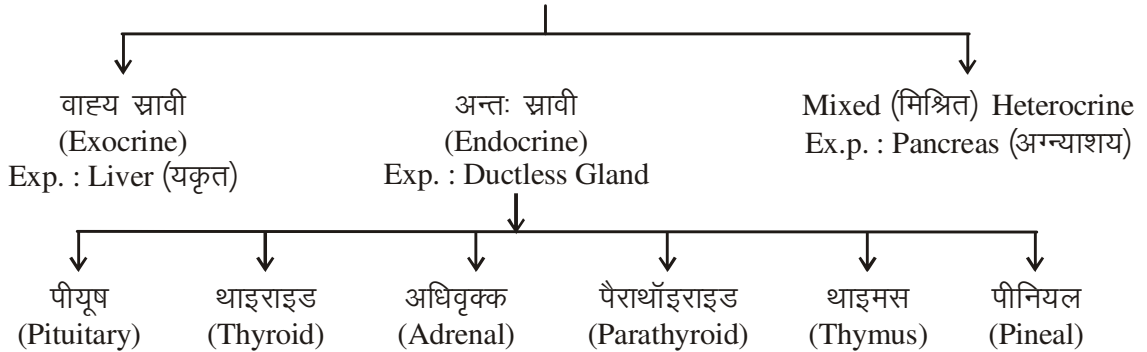 वाह्य स्रावी
(Exocrine)
Exp. : Liver (यकृत)
अन्तः स्रावी
(Endocrine)
Exp. : Ductless Gland
Mixed (मिश्रित) Heterocrine
Ex.p. : Pancreas (अग्न्याशय)
पीयूष
(Pituitary)
थाइराइड
(Thyroid)
अधिवृक्क
(Adrenal)
पैराथॉइराइड
(Parathyroid)
थाइमस
(Thymus)
पीनियल
(Pineal)